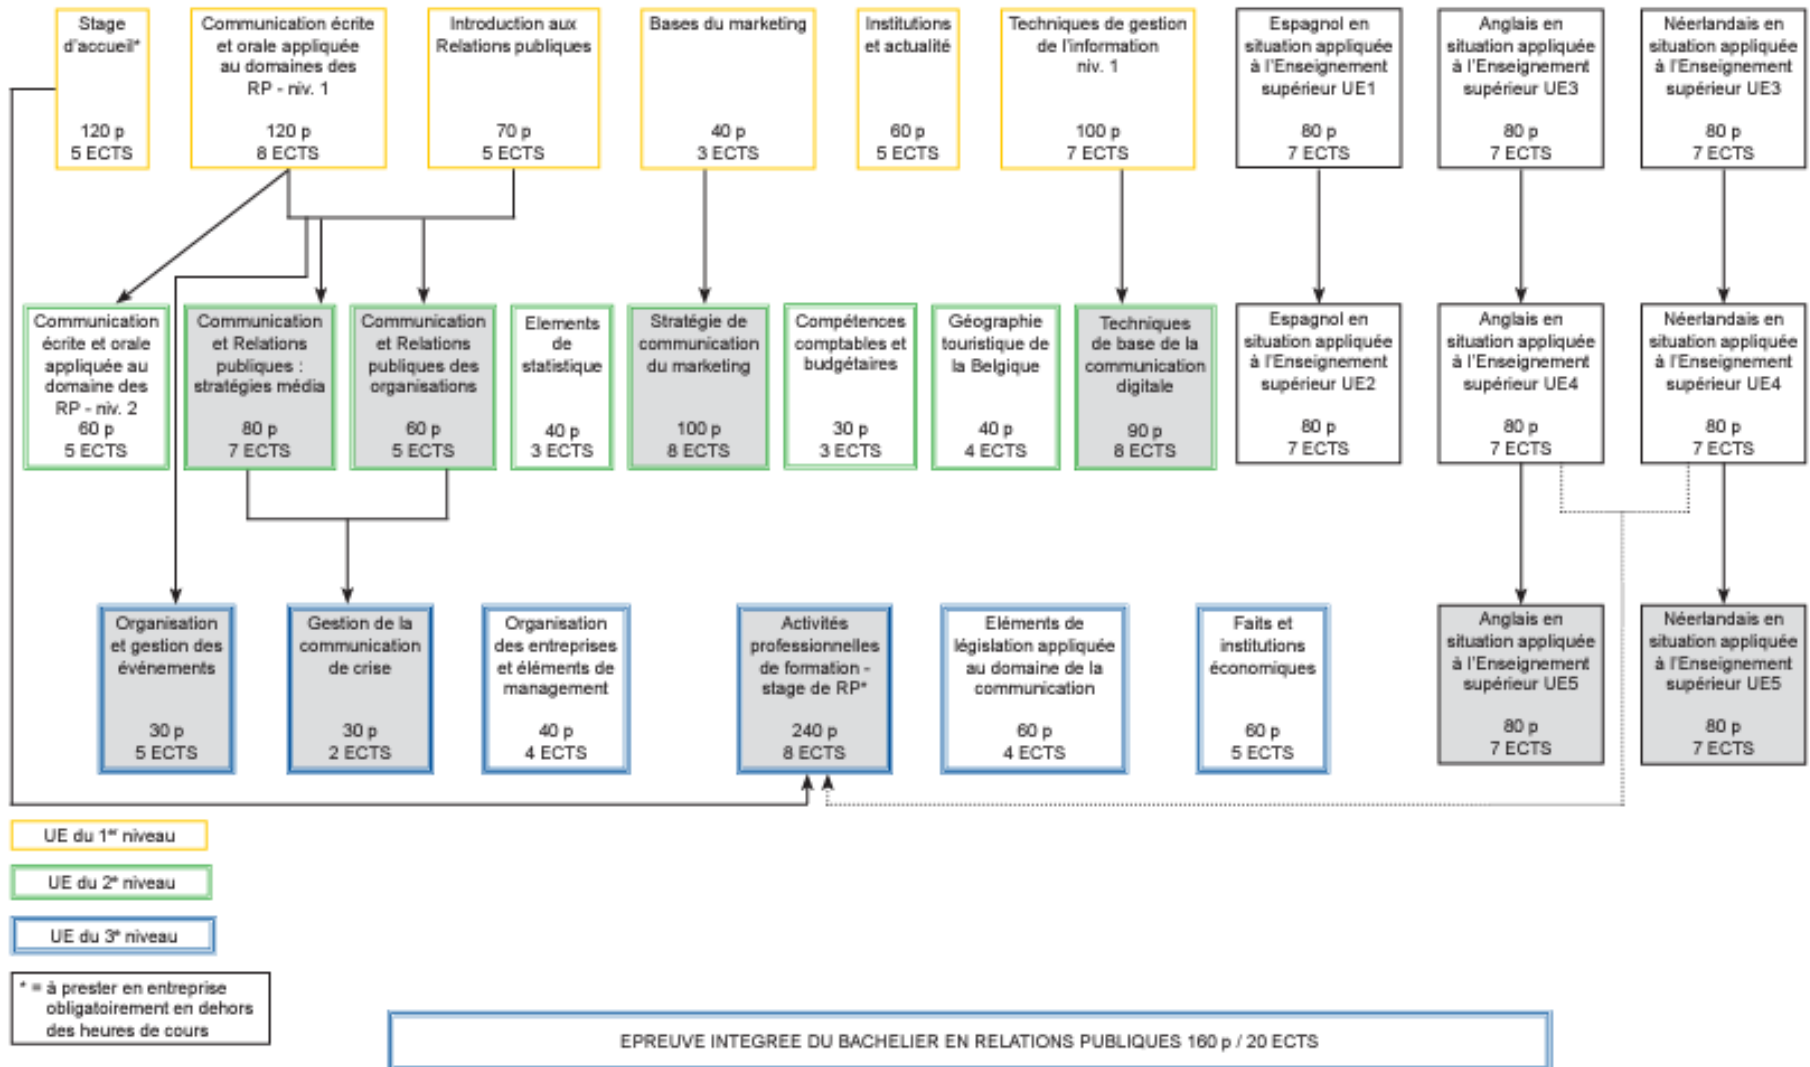 Stage
d'accueil*
120 p
5 ECTS
Communication écrite
et orale appliquée
au domaines des
RP - niv. 1
120 p
8 ECTS
Introduction aux
Relations publiques
70 p
5 ECTS
Bases du marketing
40 p
3 ECTS
Institutions
et actualité
60 p
5 ECTS
Techniques de gestion
de l'information
niv. 1
100 p
7 ECTS
Espagnol en
situation appliquée
à l'Enseignement
supérieur UE1
80 p
7 ECTS
Anglais en
situation appliquée
à l'Enseignement
supérieur UE3
80 p
7 ECTS
Néerlandais en
situation appliquée
à l'Enseignement
supérieur UE3
80 p
7 ECTS
Communication
écrite et orale
appliquée au
domaine des
RP - niv. 2
60 p
5 ECTS
Communication
et Relations
publiques :
stratégies média
80 p
7 ECTS
Communication
et Relations
publiques des
organisations
60 p
5 ECTS
Elements
de
statistique
40 p
3 ECTS
Stratégie de
communication
du marketing
100 p
8 ECTS
Compétences
comptables et
budgétaires
30 p
3 ECTS
Géographie
touristique de
la Belgique
40 p
4 ECTS
Techniques
de base de la
communication
digitale
90 p
8 ECTS
Espagnol en
situation appliquée
à l'Enseignement
supérieur UE2
80 p
7 ECTS
Anglais en
situation appliquée
à l'Enseignement
supérieur UE4
80 p
7 ECTS
Néerlandais en
situation appliquée
à l'Enseignement
supérieur UE4
80 p
7 ECTS
Organisation
et gestion des
événements
30 p
5 ECTS
Gestion de la
communication
de crise
30 p
2 ECTS
Organisation
des entreprises
et éléments de
management
40 p
4 ECTS
Activités
professionnelles
de formation -
stage de RP*
240 p
8 ECTS
Eléments de
législation appliquée
au domaine de la
communication
60 p
4 ECTS
Faits et
institutions
économiques
60 p
5 ECTS
Anglais en
situation appliquée
à l'Enseignement
supérieur UE5
80 p
7 ECTS
Néerlandais en
situation appliquée
à l'Enseignement
supérieur UE5
80 p
7 ECTS
UE du 1er niveau
UE du 2e niveau
UE du 3e niveau
* = à prester en entreprise
obligatoirement en dehors
des heures de cours
EPREUVE INTEGREE DU BACHELIER EN RELATIONS PUBLIQUES 160 p / 20 ECTS